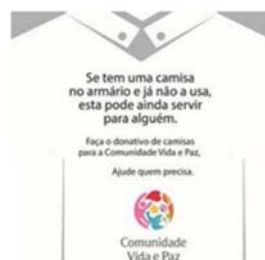 Se tem uma camisa
no armário e já não a usa,
esta pode ainda servir
para alguém.
Faça o donativo de camisas
para a Comunidade Vida e Paz,
Ajude quem precisa.
Comunidade
Vida e Paz